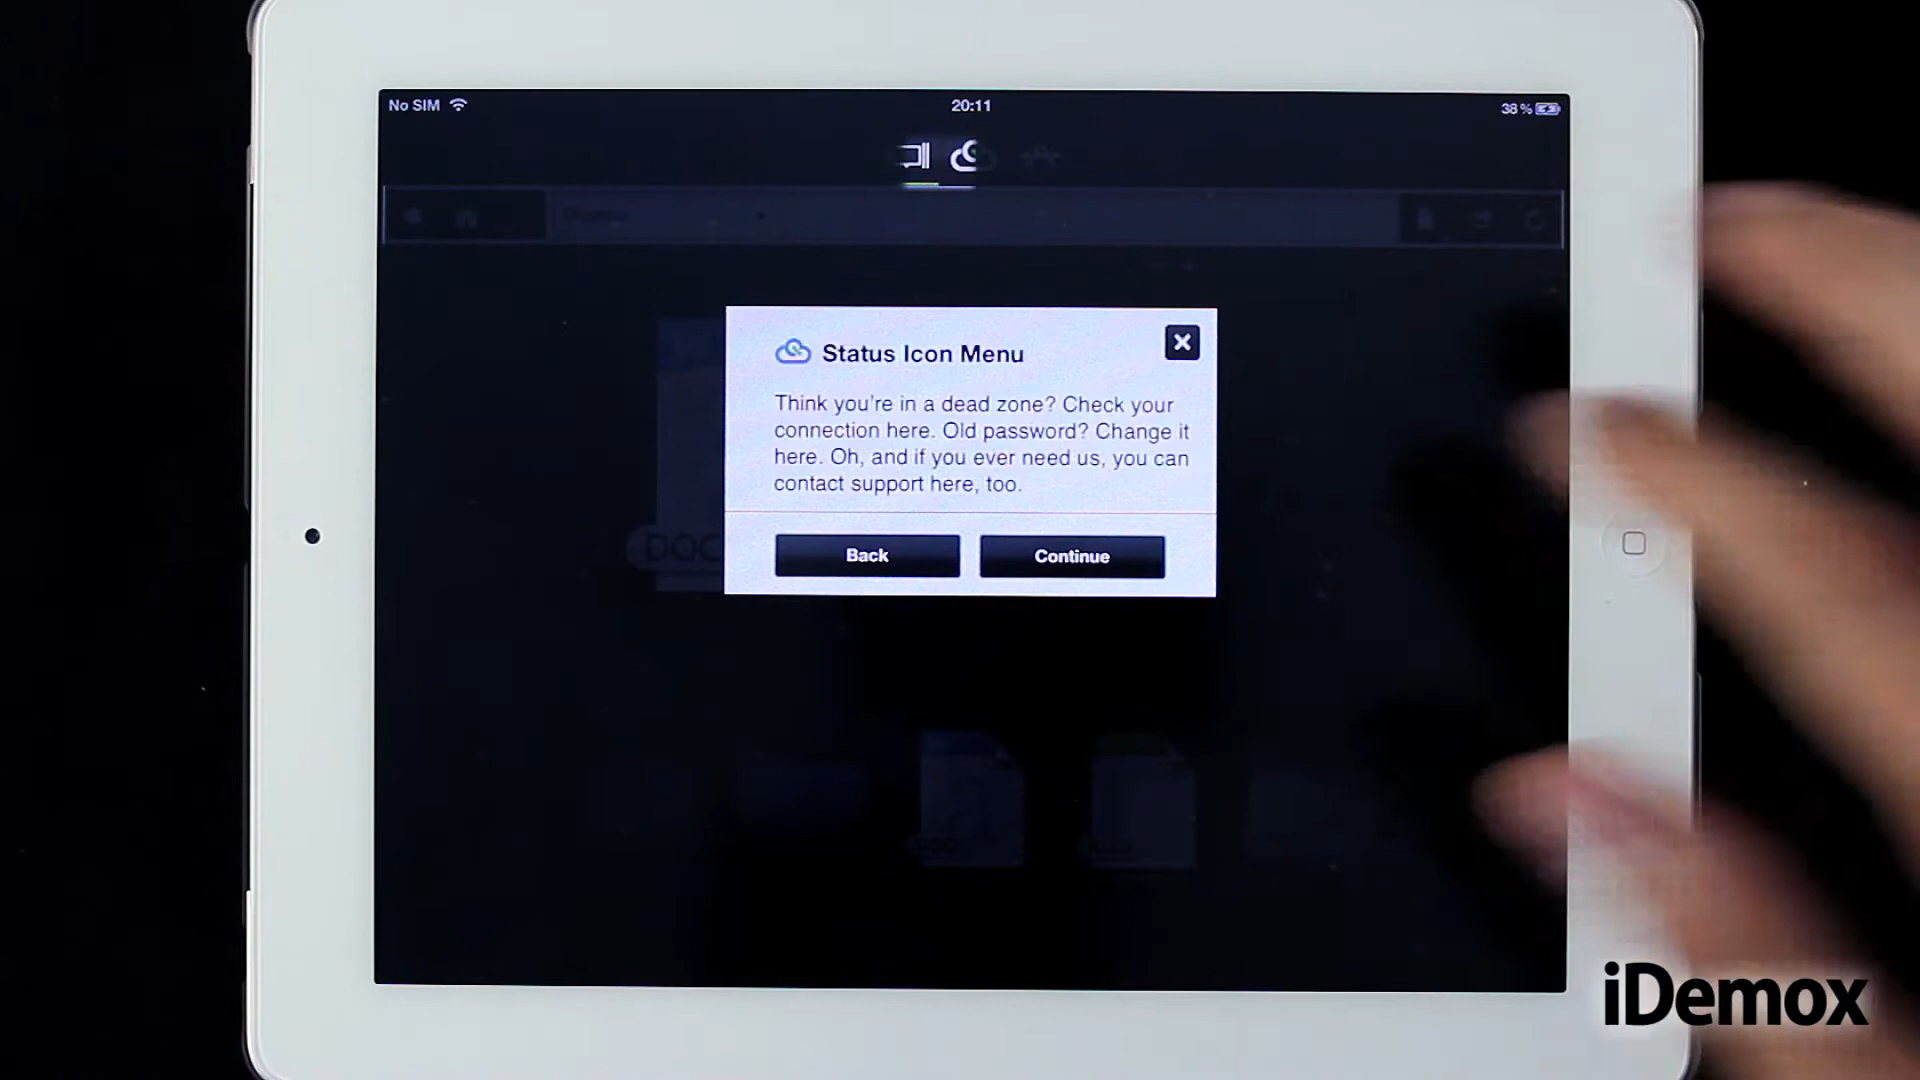 No SIM
20:11
38%
Status Icon Menu
Think you're in a dead zone? Check your
connection here. Old password? Change it
here. Oh, and if you ever need us, you can
contact support here, too.
DOC
Back
Continue
iDemox